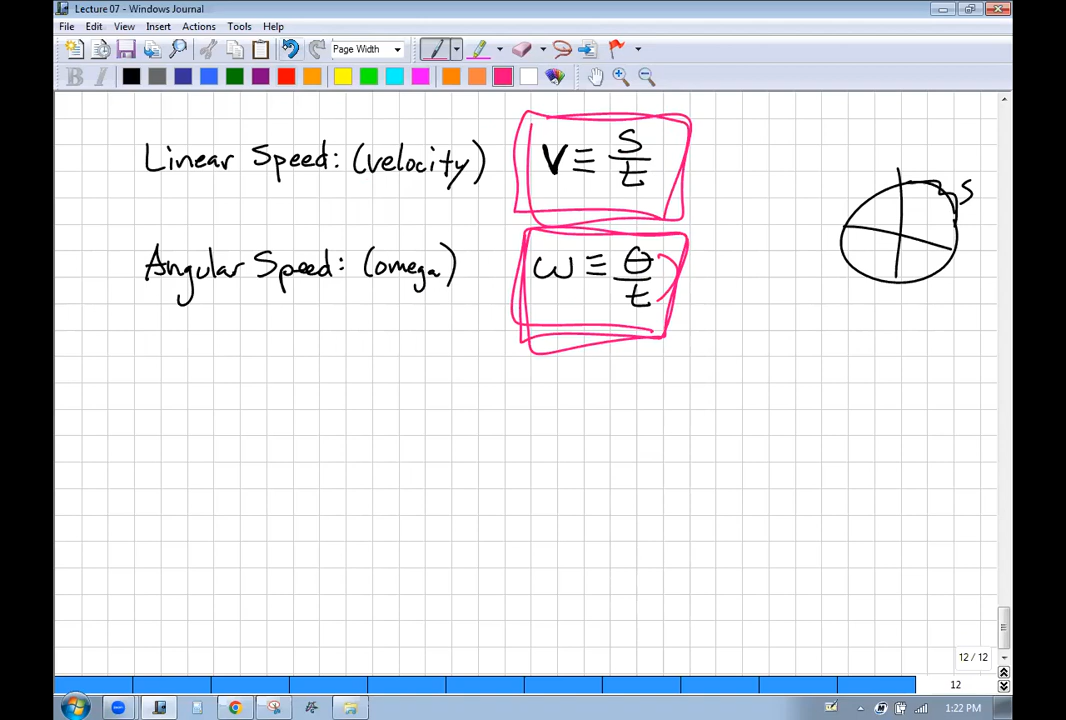 Lecture 07 - Windows Journal
File Edit View Insert Actions Tools Help
Page Width
B I
Linear Speed: (velocity) v ≡ s/t
s
Angular Speed: (omega) ω ≡ θ/t
12 / 12
12
1:22 PM